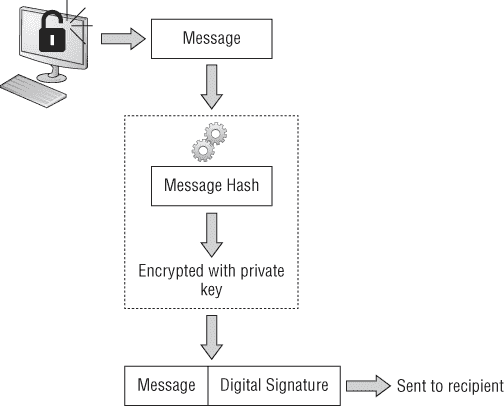 Message
Message Hash
Encrypted with private
key
Message
Digital Signature
Sent to recipient